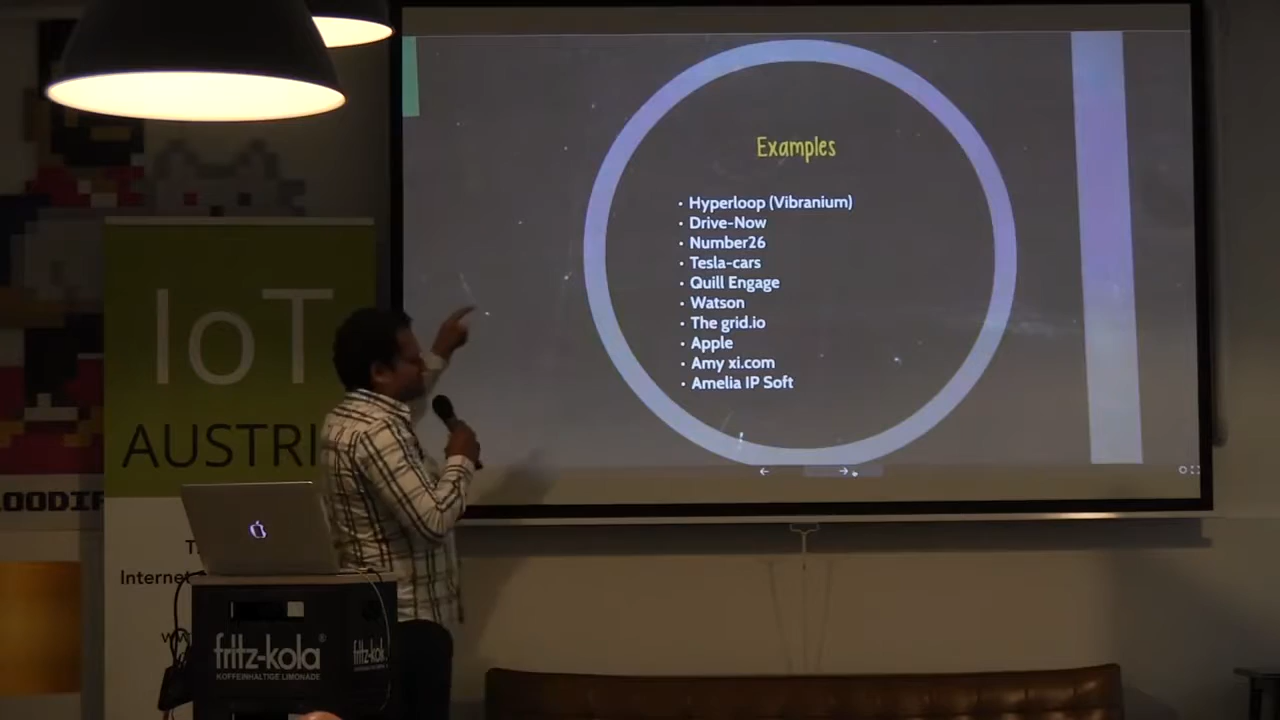 Examples
• Hyperloop (Vibranium)
• Drive-Now
• Number26
• Tesla-cars
• Quill Engage
• Watson
• The grid.io
• Apple
• Amy xi.com
• Amelia IP Soft
IoT
AUSTRI
Internet
fritz-kola®
KOFFEINHALTIGE LIMONADE
fritz-kol